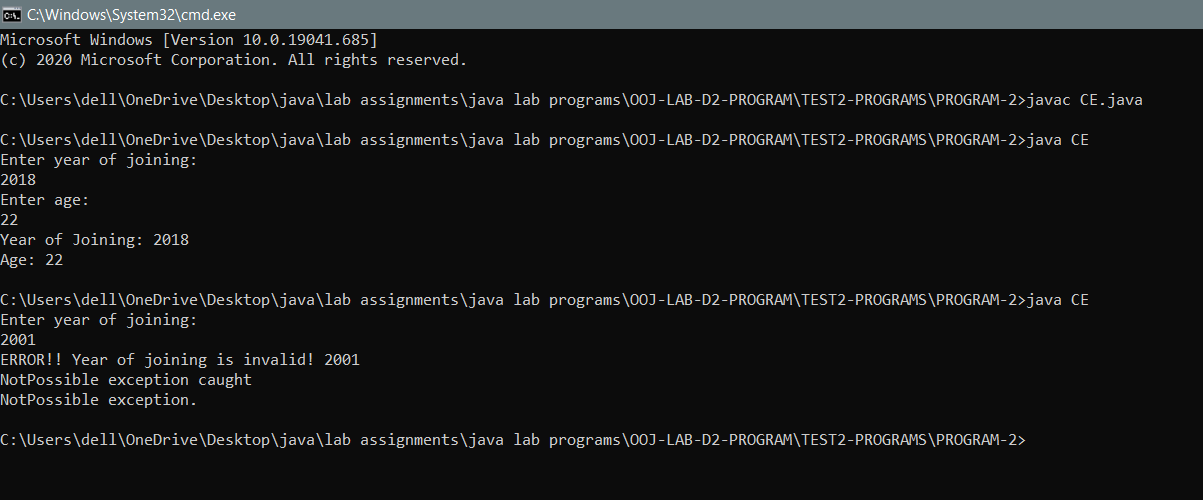 C:\Windows\System32\cmd.exe
Microsoft Windows [Version 10.0.19041.685]
(c) 2020 Microsoft Corporation. All rights reserved.
C:\Users\dell\OneDrive\Desktop\java\lab assignments\java lab programs\OOJ-LAB-D2-PROGRAM\TEST2-PROGRAMS\PROGRAM-2>javac CE.java
C:\Users\dell\OneDrive\Desktop\java\lab assignments\java lab programs\OOJ-LAB-D2-PROGRAM\TEST2-PROGRAMS\PROGRAM-2>java CE
Enter year of joining:
2018
Enter age:
22
Year of Joining: 2018
Age: 22
C:\Users\dell\OneDrive\Desktop\java\lab assignments\java lab programs\OOJ-LAB-D2-PROGRAM\TEST2-PROGRAMS\PROGRAM-2>java CE
Enter year of joining:
2001
ERROR!! Year of joining is invalid! 2001
NotPossible exception caught
NotPossible exception.
C:\Users\dell\OneDrive\Desktop\java\lab assignments\java lab programs\OOJ-LAB-D2-PROGRAM\TEST2-PROGRAMS\PROGRAM-2>